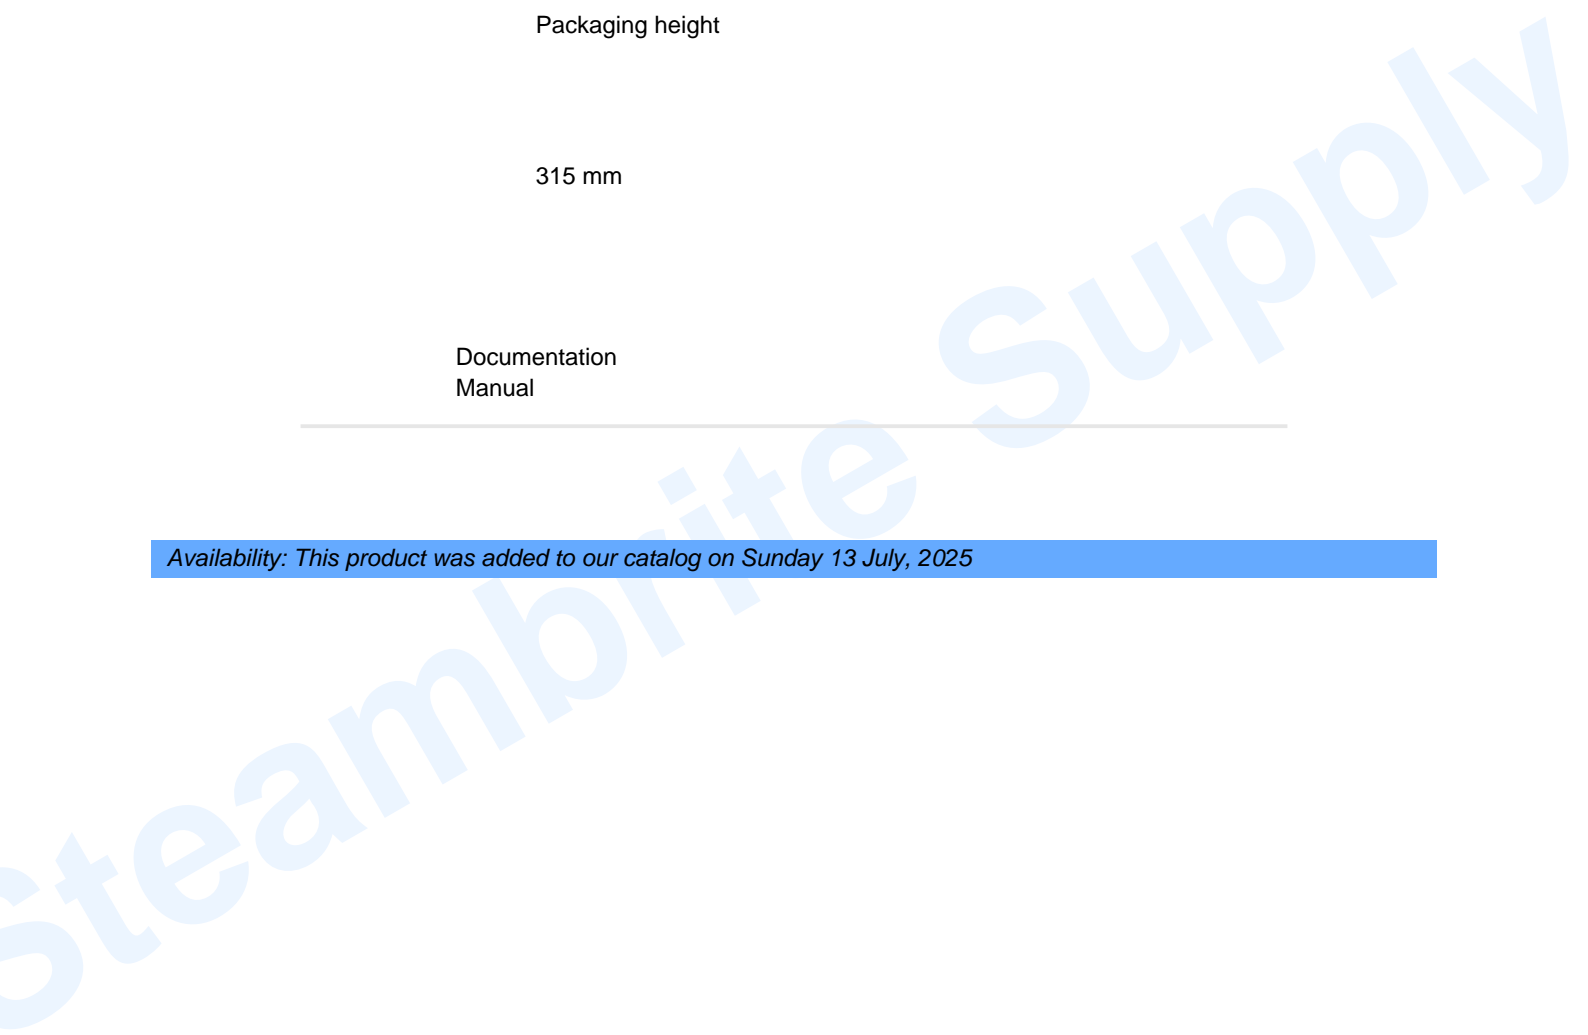 Packaging height
315 mm
Documentation
Manual
Availability: This product was added to our catalog on Sunday 13 July, 2025
Steambrite Supply